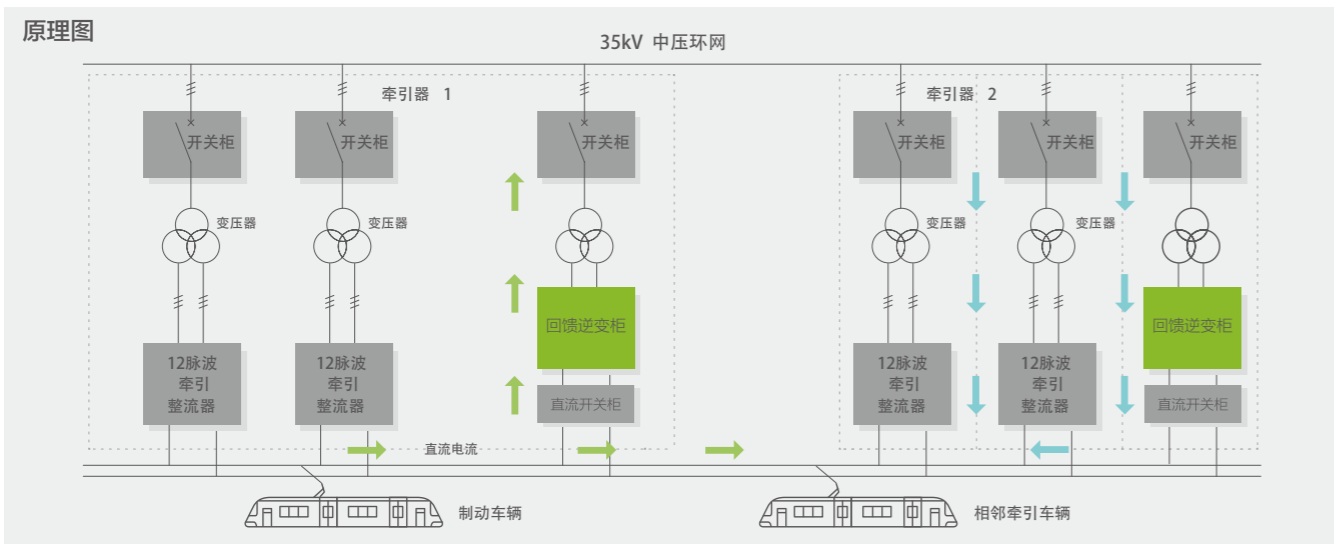 原理图
35kV 中压环网
牵引器 1
牵引器 2
开关柜
开关柜
开关柜
开关柜
开关柜
开关柜
变压器
变压器
变压器
变压器
回馈逆变柜
回馈逆变柜
12脉波
牵引
整流器
12脉波
牵引
整流器
直流开关柜
12脉波
牵引
整流器
12脉波
牵引
整流器
直流开关柜
直流电流
制动车辆
相邻牵引车辆